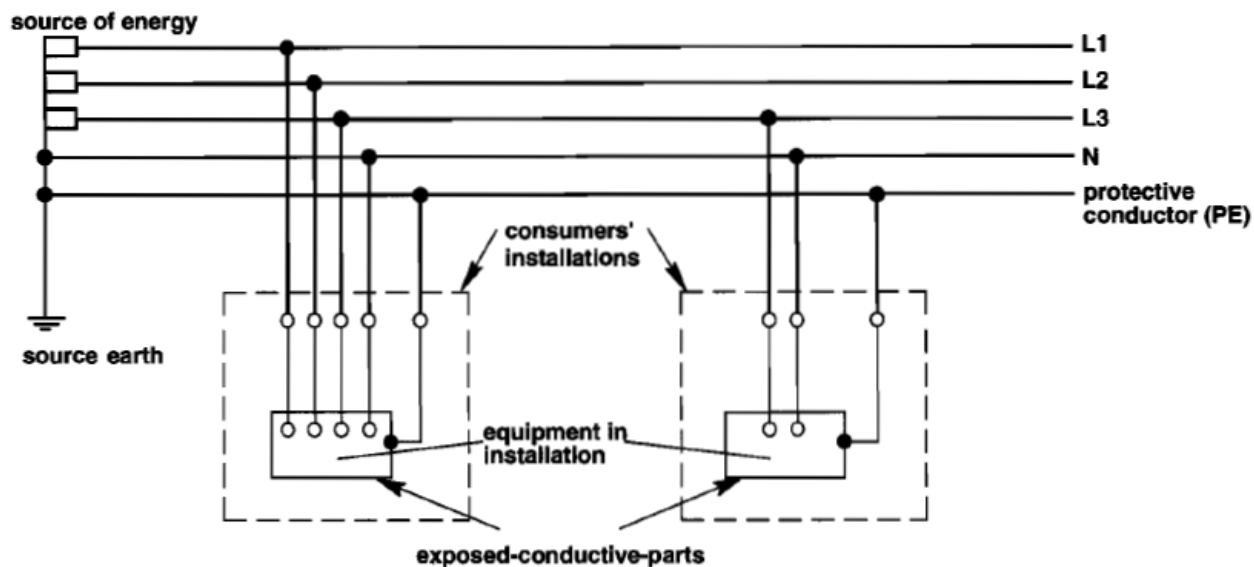 source of energy
L1
L2
L3
N
protective
conductor (PE)
consumers'
installations
source earth
equipment in
installation
exposed-conductive-parts